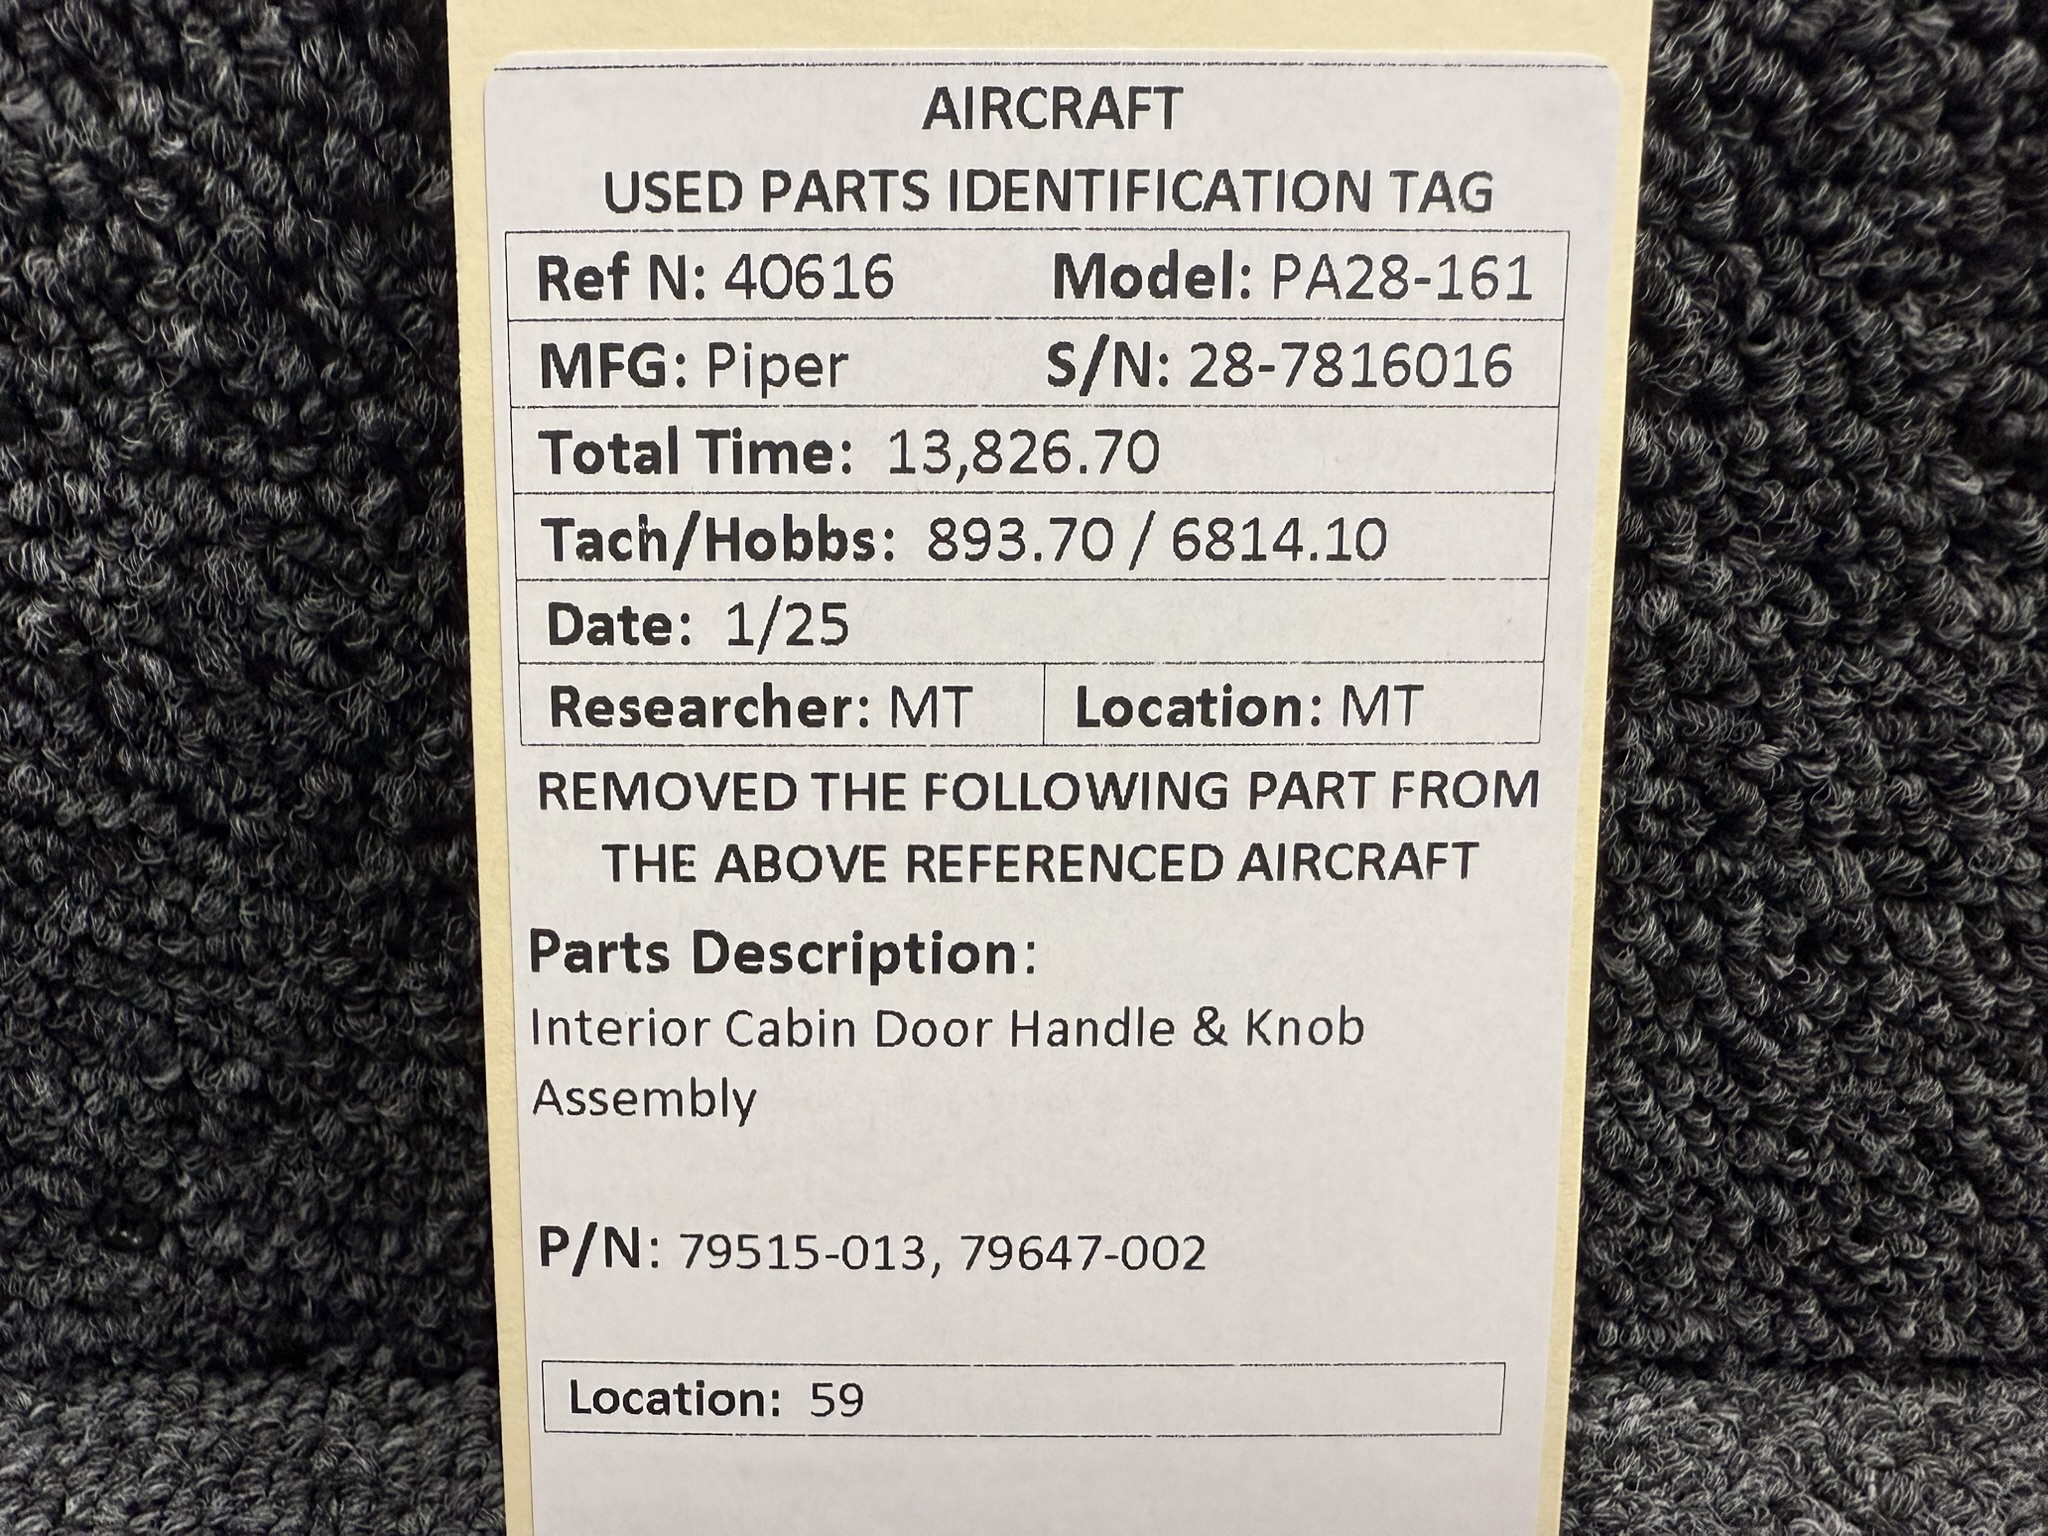 AIRCRAFT
USED PARTS IDENTIFICATION TAG
Ref N: 40616 Model: PA28-161
MFG: Piper S/N: 28-7816016
Total Time: 13,826.70
Tach/Hobbs: 893.70 / 6814.10
Date: 1/25
Researcher: MT Location: MT
REMOVED THE FOLLOWING PART FROM
THE ABOVE REFERENCED AIRCRAFT
Parts Description:
Interior Cabin Door Handle & Knob
Assembly
P/N: 79515-013, 79647-002
Location: 59